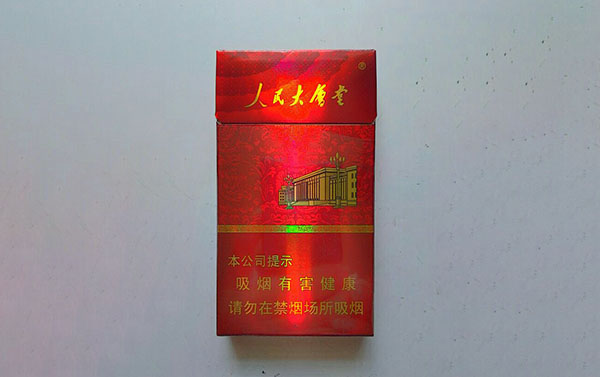 人民大會堂
®
本公司提示
吸烟有害健康
请勿在禁烟场所吸烟